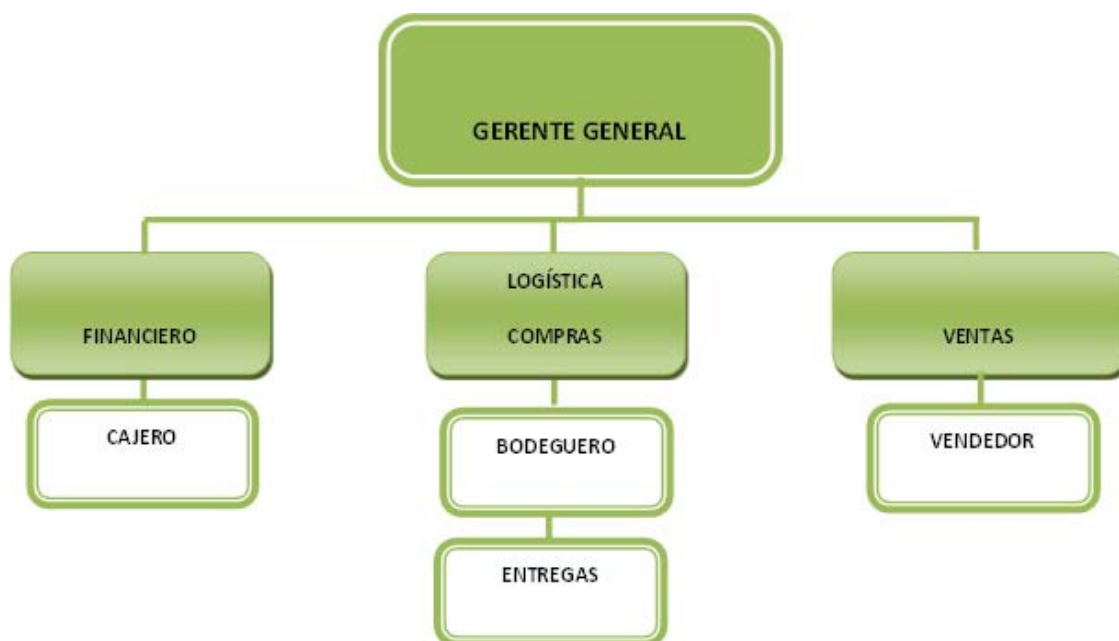 GERENTE GENERAL
FINANCIERO
LOGÍSTICA
COMPRAS
VENTAS
CAJERO
BODEGUERO
VENDEDOR
ENTREGAS